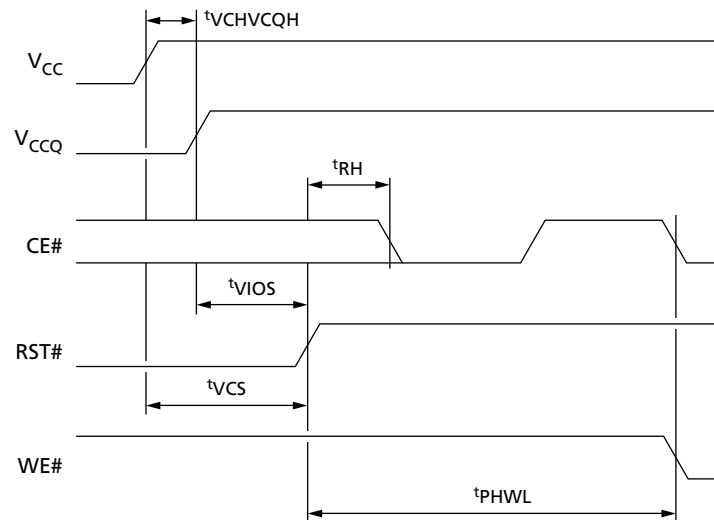 tVCHVCQH
VCC
VCCQ
tRH
CE#
tVIOS
RST#
tVCS
WE#
tPHWL